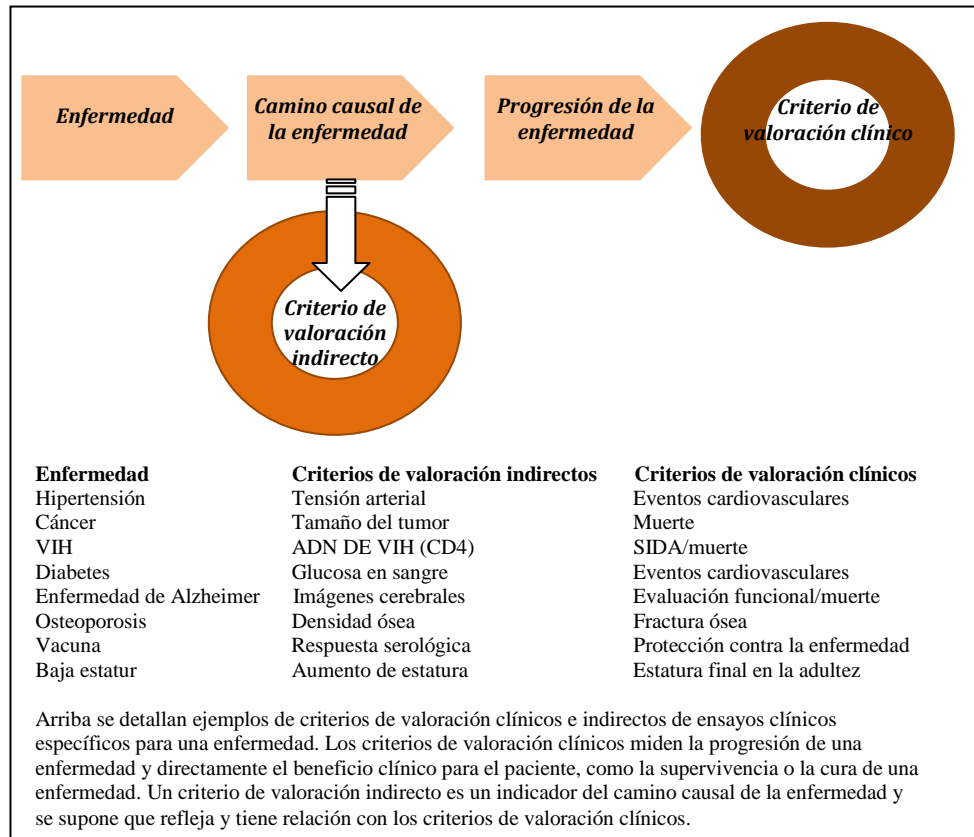 Enfermedad
Camino causal de
la enfermedad
Progresión de la
enfermedad
Criterio de
valoración clínico
Criterio de
valoración
indirecto
Enfermedad Criterios de valoración indirectos Criterios de valoración clínicos
Hipertensión Tensión arterial Eventos cardiovasculares
Cáncer Tamaño del tumor Muerte
VIH ADN DE VIH (CD4) SIDA/muerte
Diabetes Glucosa en sangre Eventos cardiovasculares
Enfermedad de Alzheimer Imágenes cerebrales Evaluación funcional/muerte
Osteoporosis Densidad ósea Fractura ósea
Vacuna Respuesta serológica Protección contra la enfermedad
Baja estatur Aumento de estatura Estatura final en la adultez
Arriba se detallan ejemplos de criterios de valoración clínicos e indirectos de ensayos clínicos
específicos para una enfermedad. Los criterios de valoración clínicos miden la progresión de una
enfermedad y directamente el beneficio clínico para el paciente, como la supervivencia o la cura de una
enfermedad. Un criterio de valoración indirecto es un indicador del camino causal de la enfermedad y
se supone que refleja y tiene relación con los criterios de valoración clínicos.